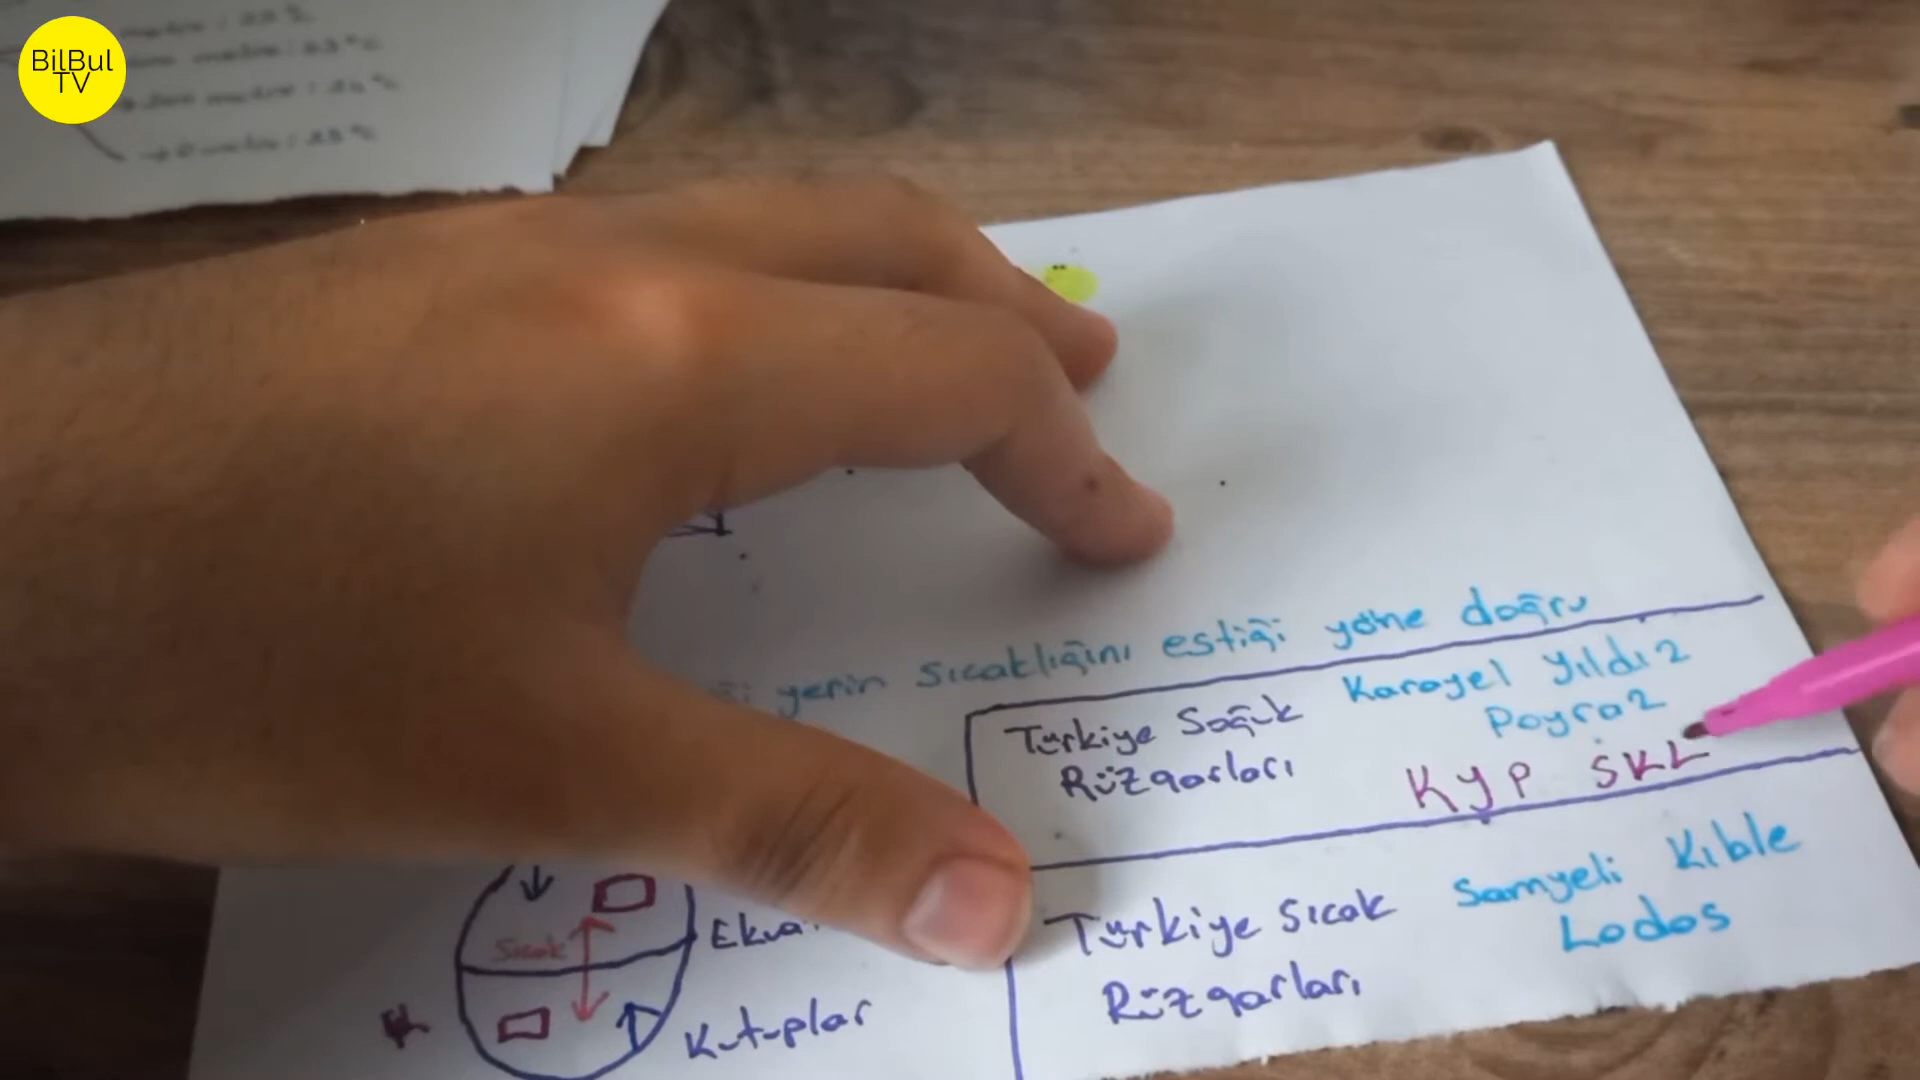 BilBul
TV
yerin sıcaklığını estiği yöne doğru
Türkiye Soğuk
Rüzgarları
Karayel Yıldız
Poyraz
KYP SKL
Türkiye Sıcak
Rüzgarları
Samyeli Kıble
Lodos
Sıcak
Kutuplar